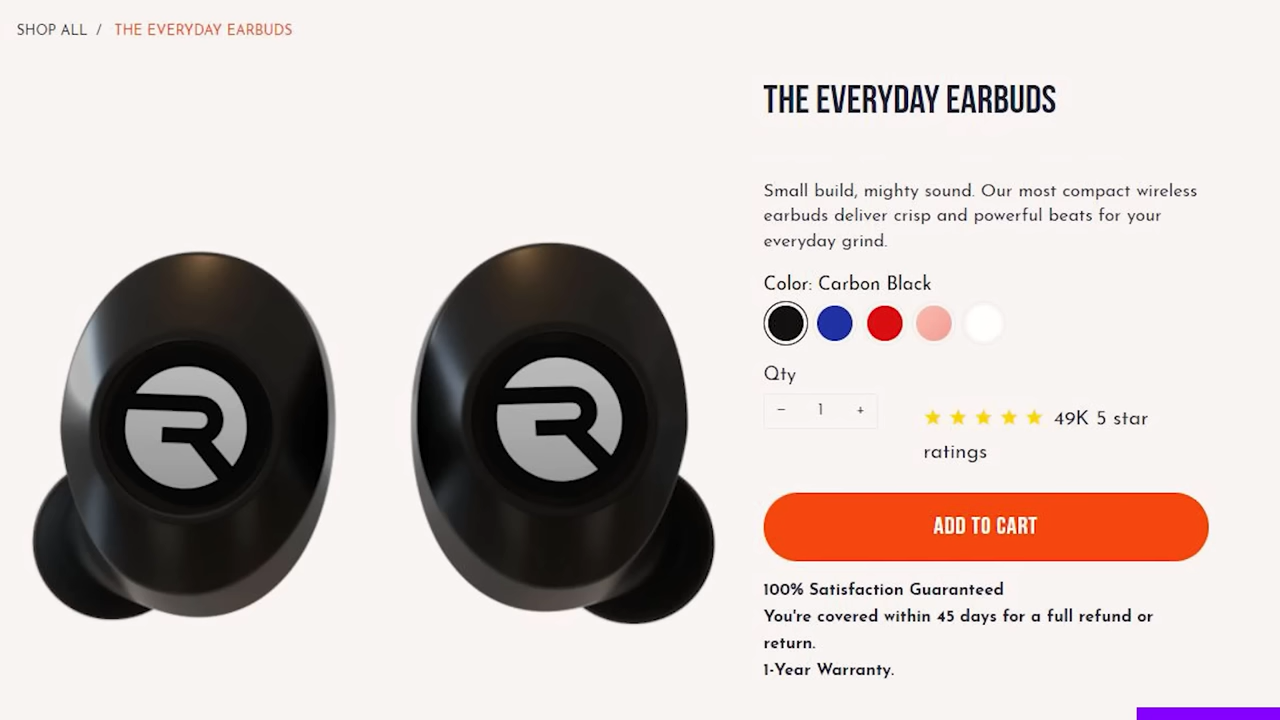 SHOP ALL / THE EVERYDAY EARBUDS
THE EVERYDAY EARBUDS
Small build, mighty sound. Our most compact wireless
earbuds deliver crisp and powerful beats for your
everyday grind.
Color: Carbon Black
Qty
− 1 +
49K 5 star
ratings
ADD TO CART
100% Satisfaction Guaranteed
You're covered within 45 days for a full refund or
return.
1-Year Warranty.